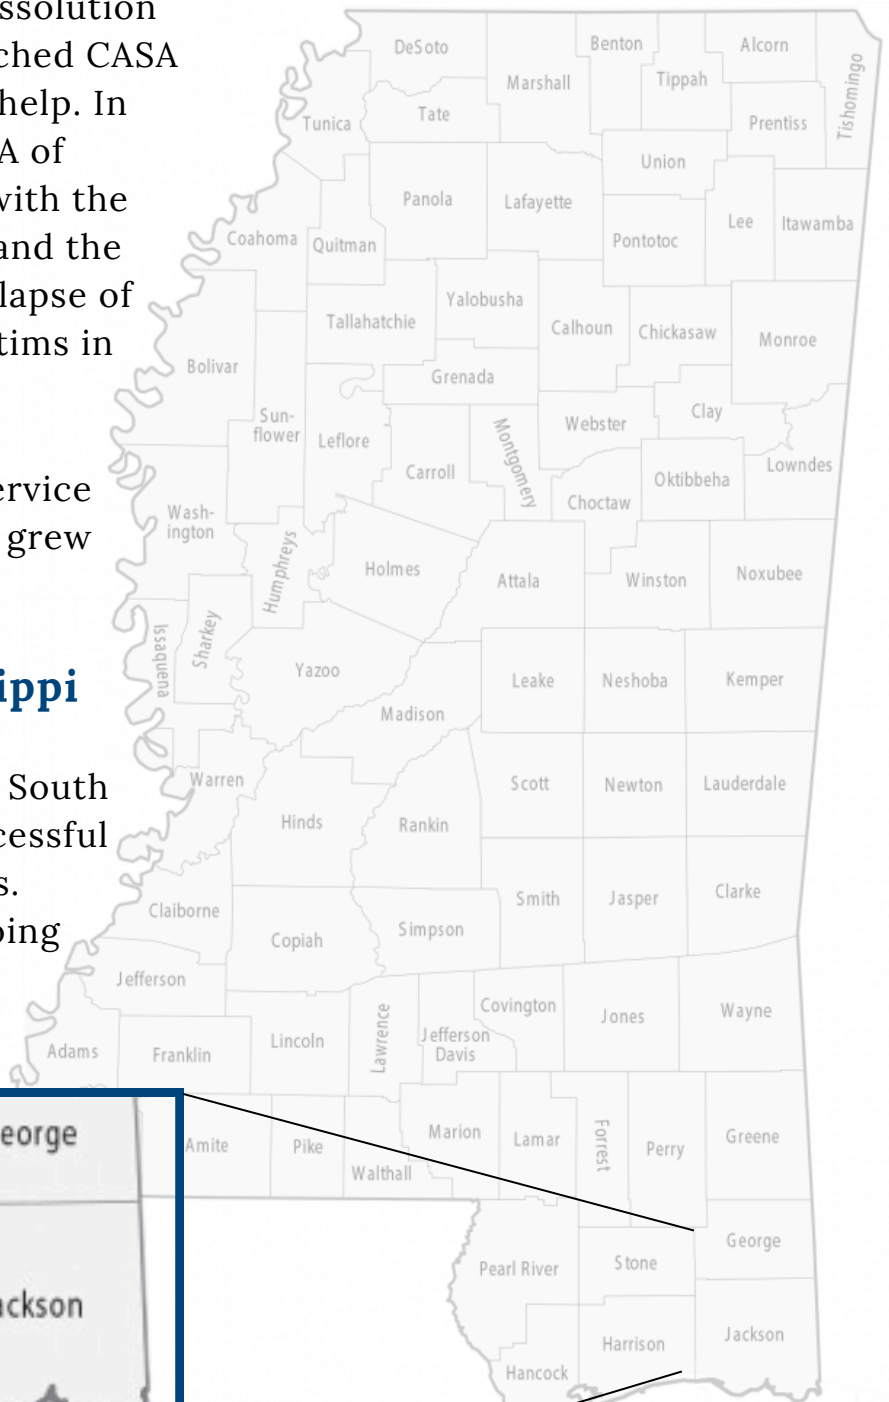 ssolution
ched CASA
help. In
A of
with the
and the
lapse of
tims in
ervice
grew
ippi
South
cessful
s.
oing
DeSoto
Benton
Alcorn
Marshall
Tippah
Tishomingo
Tunica
Tate
Prentiss
Union
Panola
Lafayette
Lee
Itawamba
Coahoma
Quitman
Pontotoc
Yalobusha
Tallahatchie
Calhoun
Chickasaw
Monroe
Bolivar
Grenada
Sun-
flower
Leflore
Webster
Clay
Montgomery
Carroll
Lowndes
Oktibbeha
Choctaw
Wash-
ington
Humphreys
Holmes
Attala
Winston
Noxubee
Issaquena
Sharkey
Yazoo
Leake
Neshoba
Kemper
Madison
Warren
Scott
Newton
Lauderdale
Hinds
Rankin
Claiborne
Smith
Jasper
Clarke
Copiah
Simpson
Jefferson
Covington
Jones
Wayne
Lawrence
Jefferson
Davis
Adams
Franklin
Lincoln
Amite
Pike
Walthall
Marion
Lamar
Forrest
Perry
Greene
Pearl River
Stone
George
Harrison
Jackson
Hancock
eorge
ackson